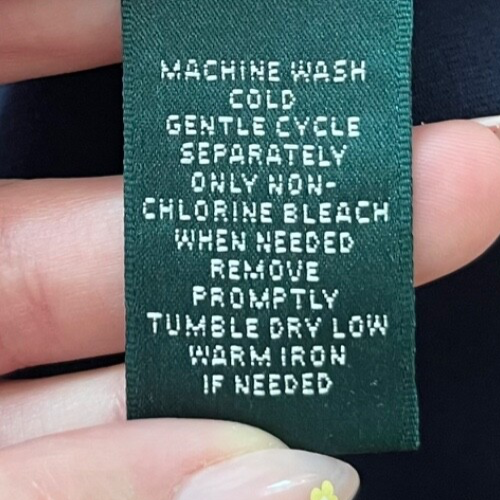 MACHINE WASH
COLD
GENTLE CYCLE
SEPARATELY
ONLY NON-
CHLORINE BLEACH
WHEN NEEDED
REMOVE
PROMPTLY
TUMBLE DRY LOW
WARM IRON
IF NEEDED